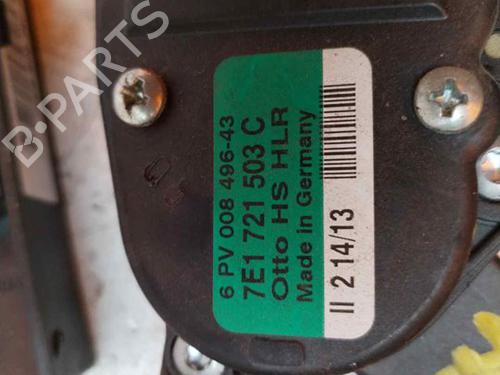 B-PARTS
6 PV 008 496-43
7E1 721 503 C
Otto HS HLR
Made in Germany
II 2 14/13